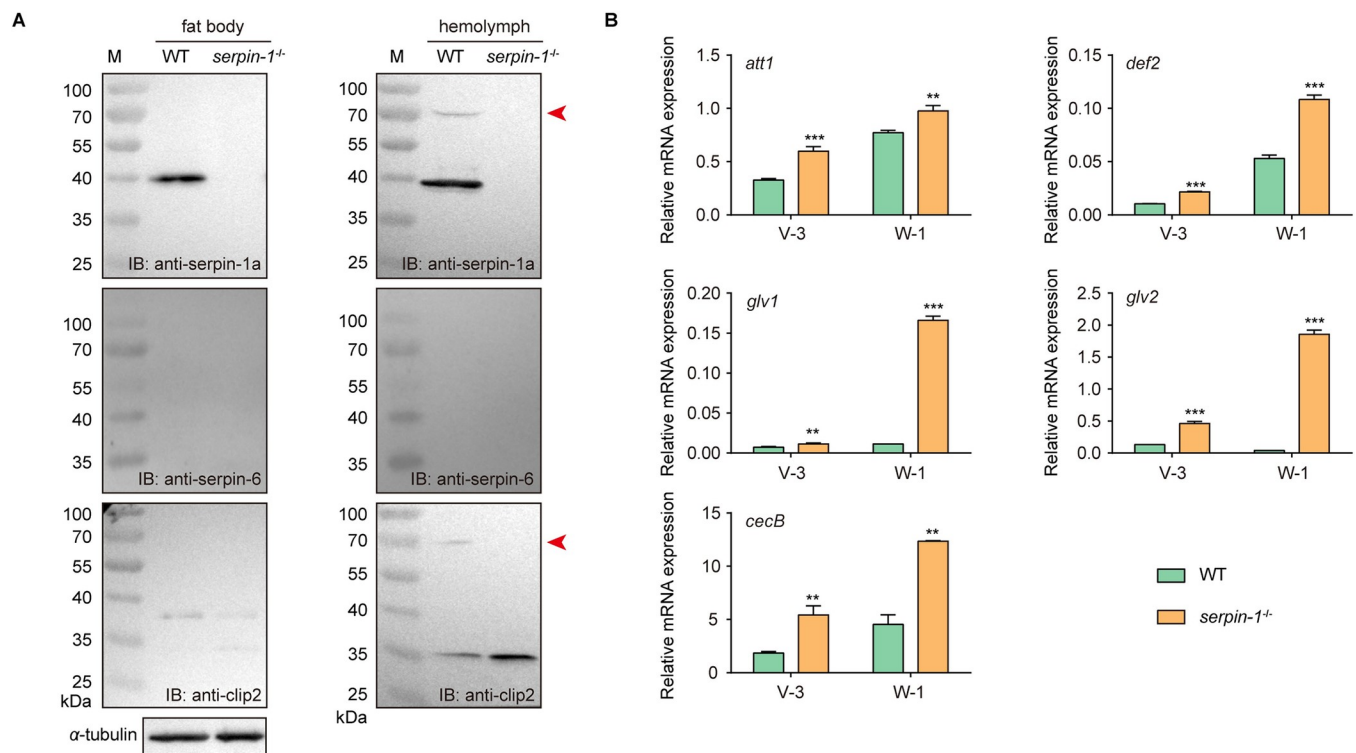 A
fat body
hemolymph
M WT serpin-1-/-
M WT serpin-1-/-
100
70
55
40
35
25
IB: anti-serpin-1a
100
70
55
40
35
25
IB: anti-serpin-1a
100
70
55
40
35
IB: anti-serpin-6
100
70
55
40
35
IB: anti-serpin-6
100
70
55
40
35
25
kDa
IB: anti-clip2
100
70
55
40
35
25
kDa
IB: anti-clip2
α-tubulin
B
Relative mRNA expression
1.5
1.0
0.5
0.0
att1
***
**
V-3 W-1
Relative mRNA expression
0.15
0.10
0.05
0.00
def2
***
***
V-3 W-1
Relative mRNA expression
0.20
0.15
0.10
0.05
0.00
glv1
**
***
V-3 W-1
Relative mRNA expression
2.5
2.0
1.5
1.0
0.5
0.0
glv2
***
***
V-3 W-1
Relative mRNA expression
15
10
5
0
cecB
**
**
V-3 W-1
WT
serpin-1-/-